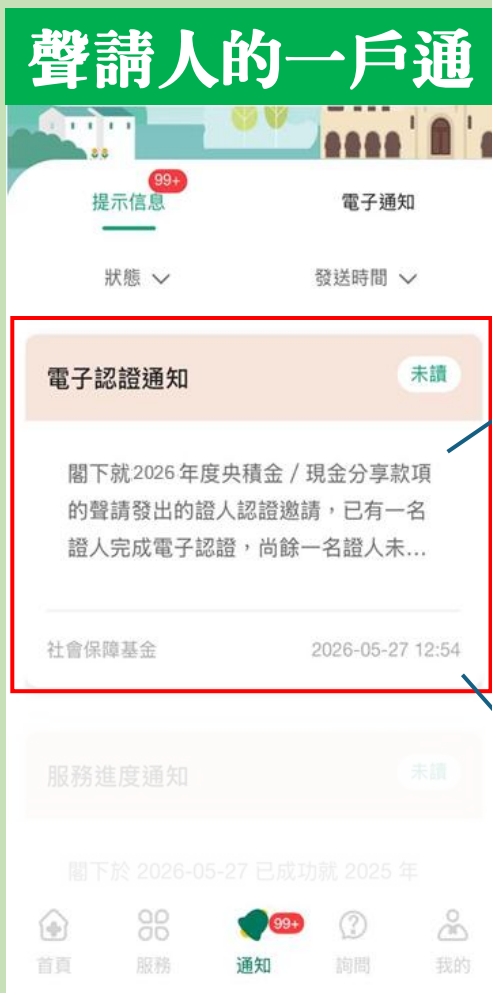 聲請人的一戶通
99+
提示信息
電子通知
狀態
發送時間
電子認證通知
未讀
閣下就2026年度央積金/現金分享款項
的聲請發出的證人認證邀請,已有一名
證人完成電子認證,尚餘一名證人未...
社會保障基金
2026-05-27 12:54
服務進度通知
未讀
閣下於 2026-05-27 已成功就 2025 年
99+
首頁
服務
通知
詢問
我的